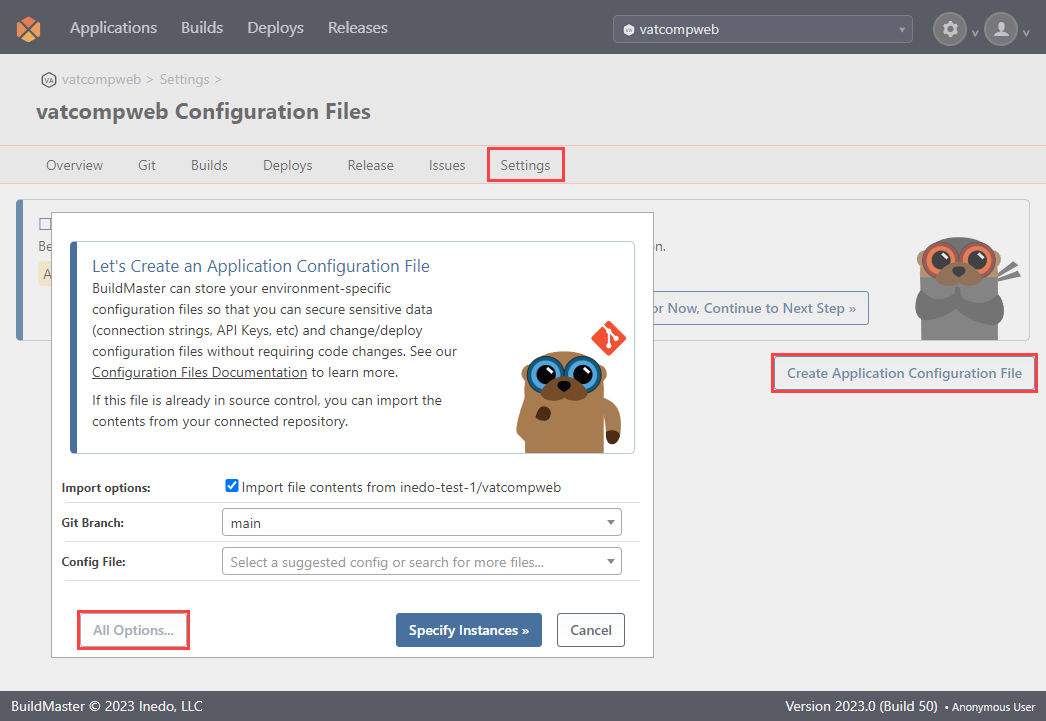 Applications Builds Deploys Releases
vatcompweb
VA vatcompweb > Settings >
vatcompweb Configuration Files
Overview Git Builds Deploys Release Issues Settings
Be
n.
A
or Now, Continue to Next Step »
Create Application Configuration File
Let's Create an Application Configuration File
BuildMaster can store your environment-specific
configuration files so that you can secure sensitive data
(connection strings, API Keys, etc) and change/deploy
configuration files without requiring code changes. See our
Configuration Files Documentation to learn more.
If this file is already in source control, you can import the
contents from your connected repository.
Import options: Import file contents from inedo-test-1/vatcompweb
Git Branch: main
Config File: Select a suggested config or search for more files...
All Options... Specify Instances » Cancel
BuildMaster © 2023 Inedo, LLC
Version 2023.0 (Build 50) • Anonymous User